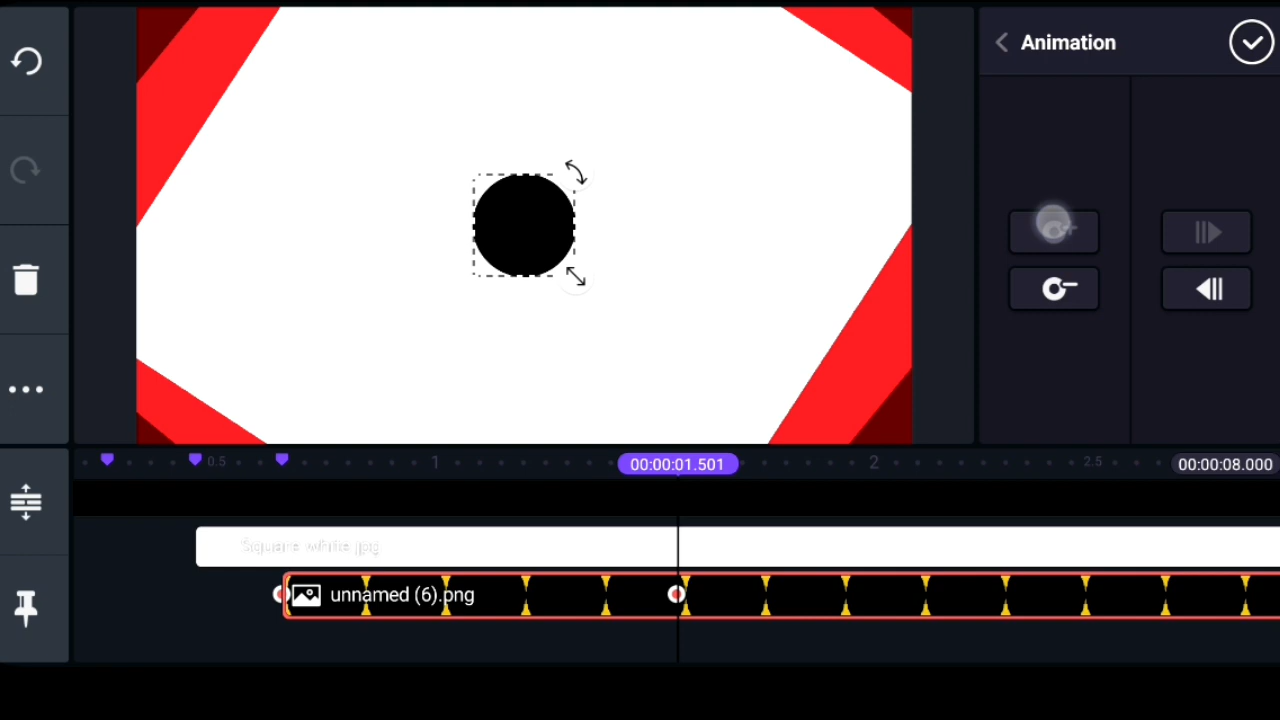 Animation
0.5
1
00:00:01.501
2
2.5
00:00:08.000
Square white jpg
unnamed (6).png